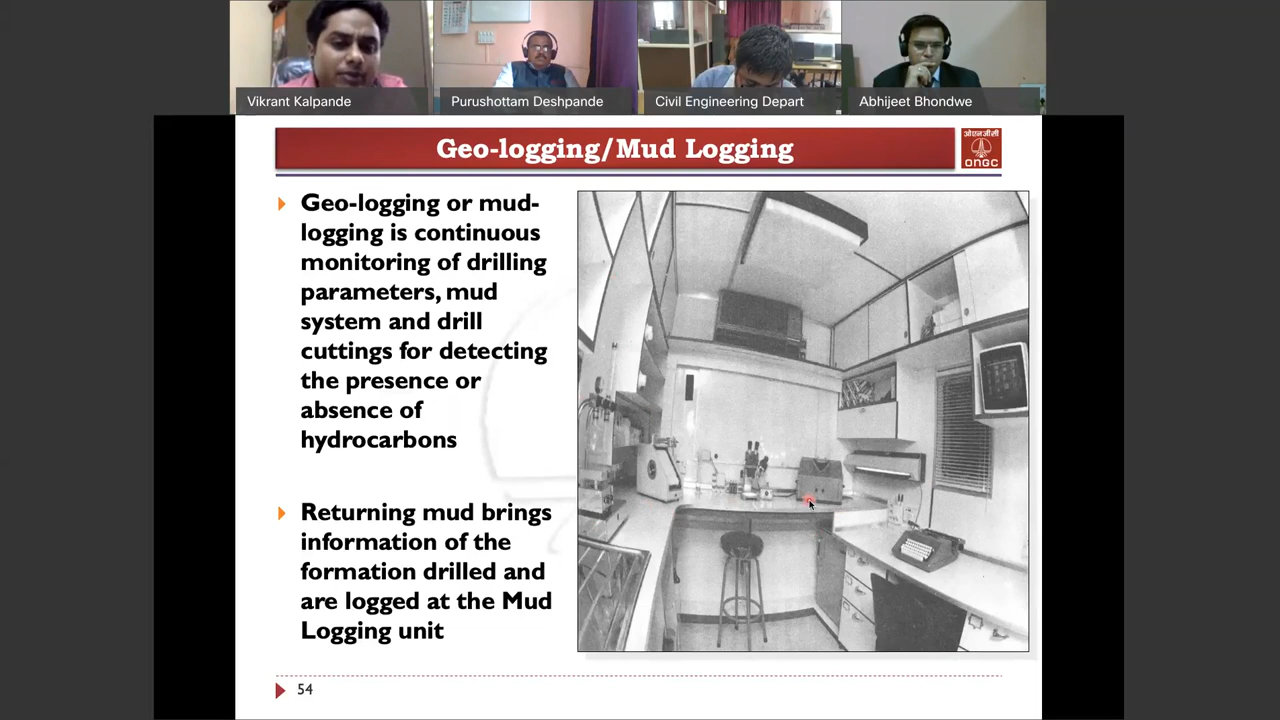 Vikrant Kalpande
Purushottam Deshpande
Civil Engineering Depart
Abhijeet Bhondwe
Geo-logging/Mud Logging
ओएनजीसी
ONGC
Geo-logging or mud-
logging is continuous
monitoring of drilling
parameters, mud
system and drill
cuttings for detecting
the presence or
absence of
hydrocarbons
Returning mud brings
information of the
formation drilled and
are logged at the Mud
Logging unit
54